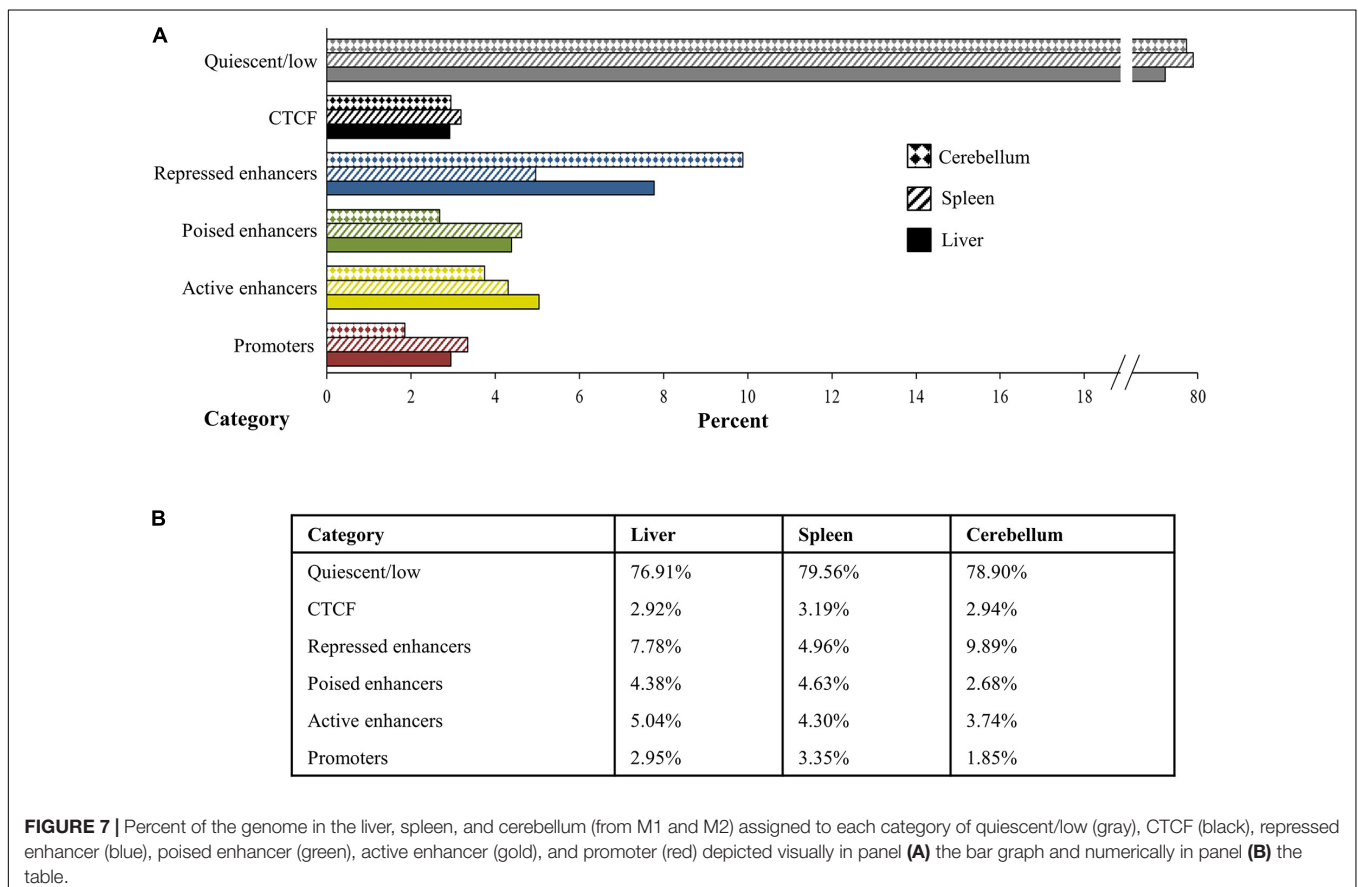 A
Quiescent/low
CTCF
Repressed enhancers
Poised enhancers
Active enhancers
Promoters
Cerebellum
Spleen
Liver
0 2 4 6 8 10 12 14 16 18 80
Category Percent
B
Category Liver Spleen Cerebellum
Quiescent/low 76.91% 79.56% 78.90%
CTCF 2.92% 3.19% 2.94%
Repressed enhancers 7.78% 4.96% 9.89%
Poised enhancers 4.38% 4.63% 2.68%
Active enhancers 5.04% 4.30% 3.74%
Promoters 2.95% 3.35% 1.85%
FIGURE 7 | Percent of the genome in the liver, spleen, and cerebellum (from M1 and M2) assigned to each category of quiescent/low (gray), CTCF (black), repressed
enhancer (blue), poised enhancer (green), active enhancer (gold), and promoter (red) depicted visually in panel (A) the bar graph and numerically in panel (B) the
table.